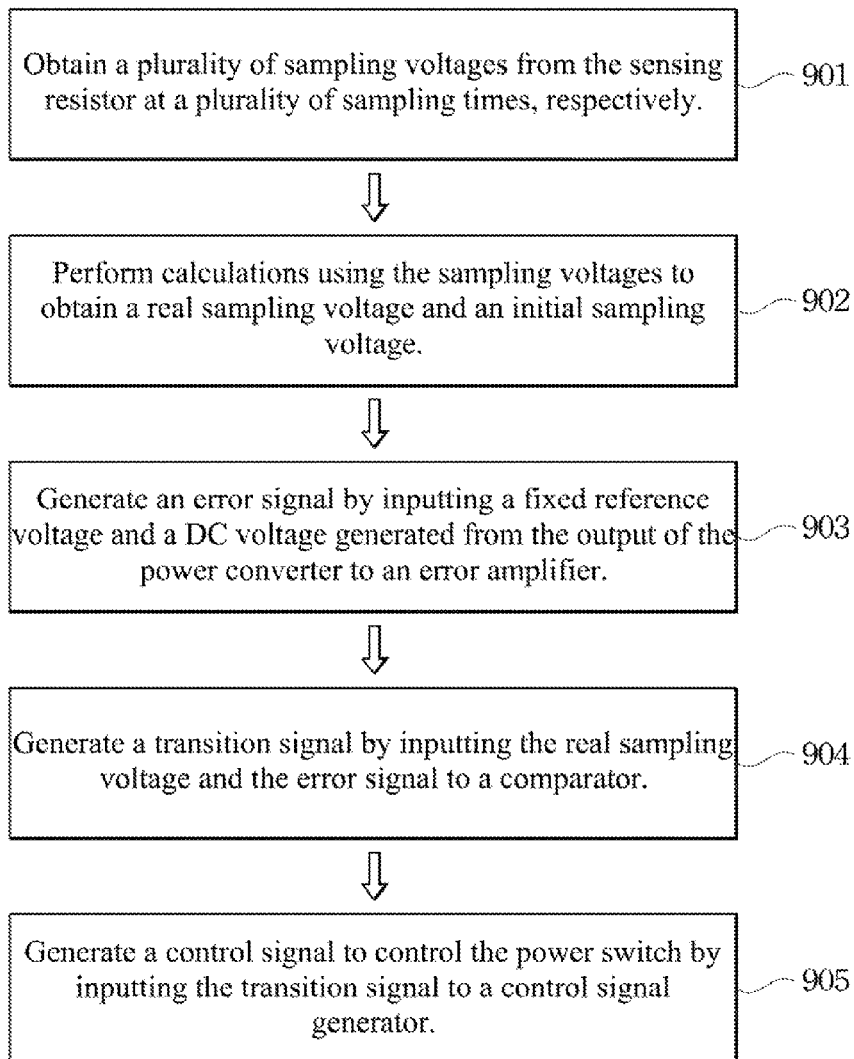 Obtain a plurality of sampling voltages from the sensing
resistor at a plurality of sampling times, respectively.
901
Perform calculations using the sampling voltages to
obtain a real sampling voltage and an initial sampling
voltage.
902
Generate an error signal by inputting a fixed reference
voltage and a DC voltage generated from the output of the
power converter to an error amplifier.
903
Generate a transition signal by inputting the real sampling
voltage and the error signal to a comparator.
904
Generate a control signal to control the power switch by
inputting the transition signal to a control signal
generator.
905